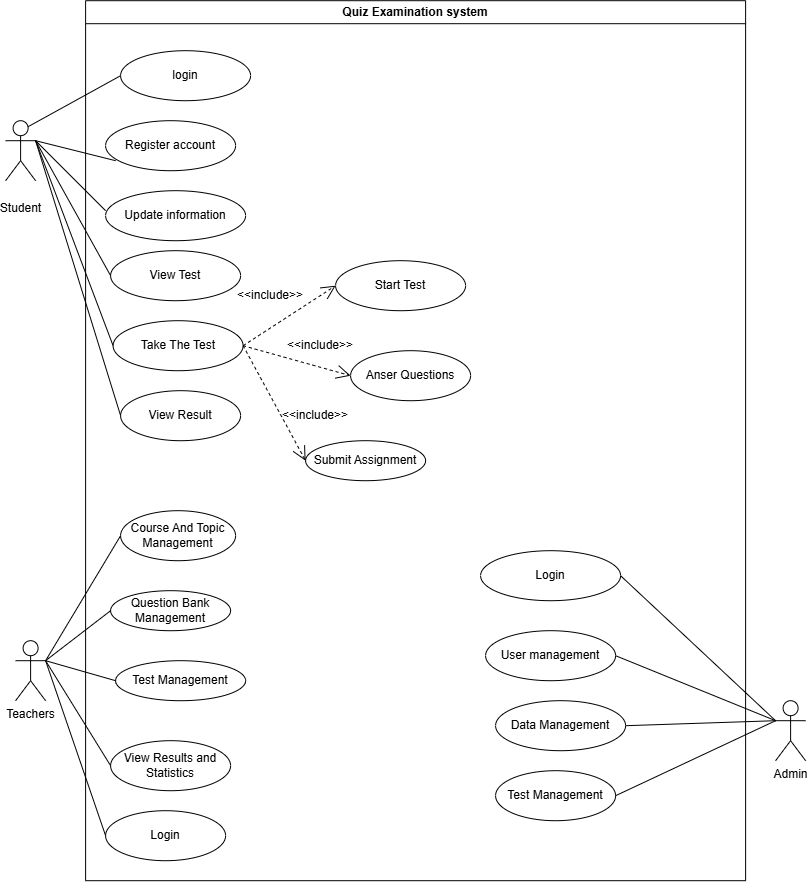 Quiz Examination system
login
Register account
Student
Update information
View Test
<<include>>
Start Test
Take The Test
<<include>>
Anser Questions
View Result
<<include>>
Submit Assignment
Course And Topic
Management
Login
Question Bank
Management
User management
Test Management
Teachers
Data Management
View Results and
Statistics
Admin
Test Management
Login